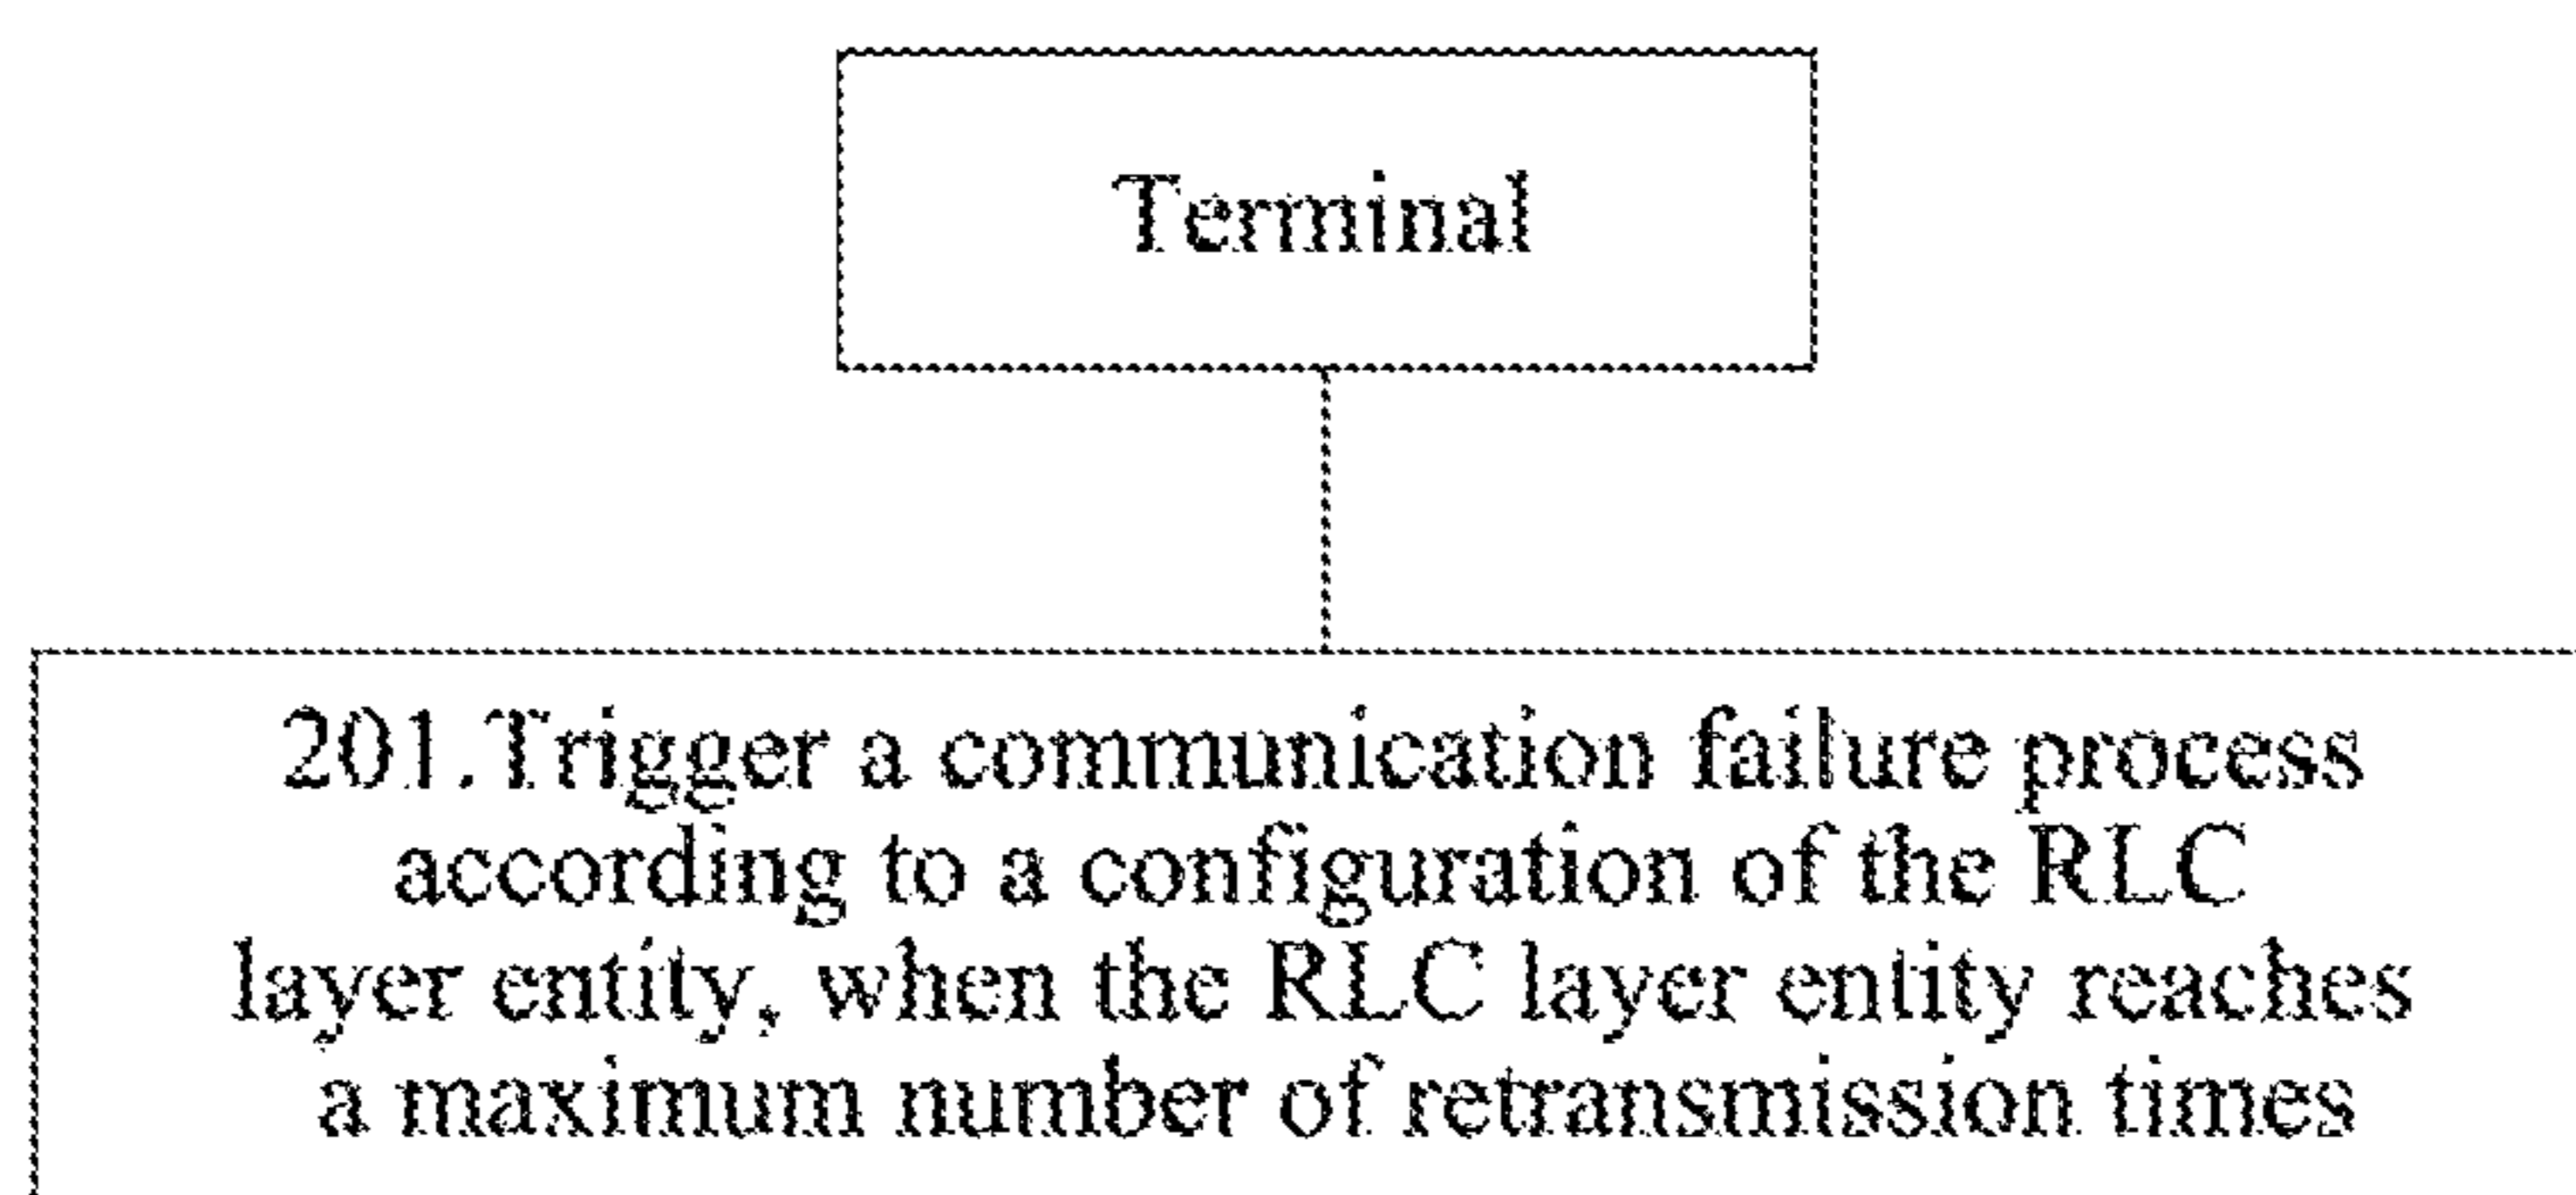 Terminal
201.Trigger a communication failure process
according to a configuration of the RLC
layer entity, when the RLC layer entity reaches
a maximum number of retransmission times